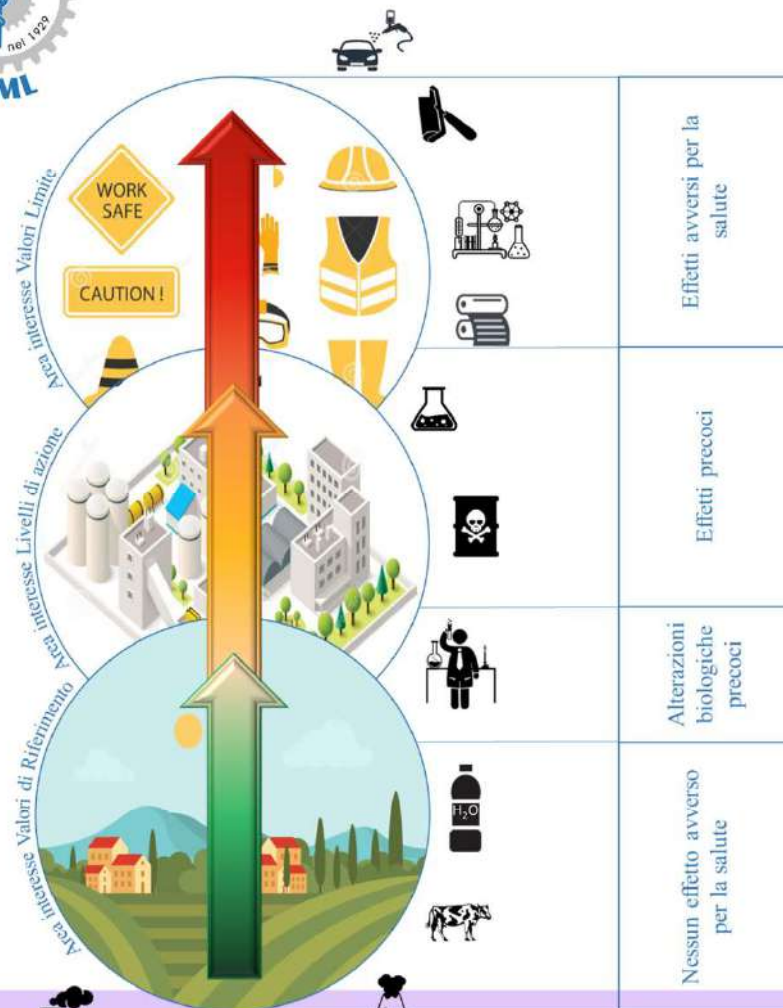 nel 1929
ML
Area interesse Valori Limite
WORK
SAFE
CAUTION !
Effetti avversi per la
salute
Area interesse Livelli di azione
Effetti precoci
Alterazioni
biologiche
precoci
Area interesse Valori di Riferimento
H₂O
Nessun effetto avverso
per la salute